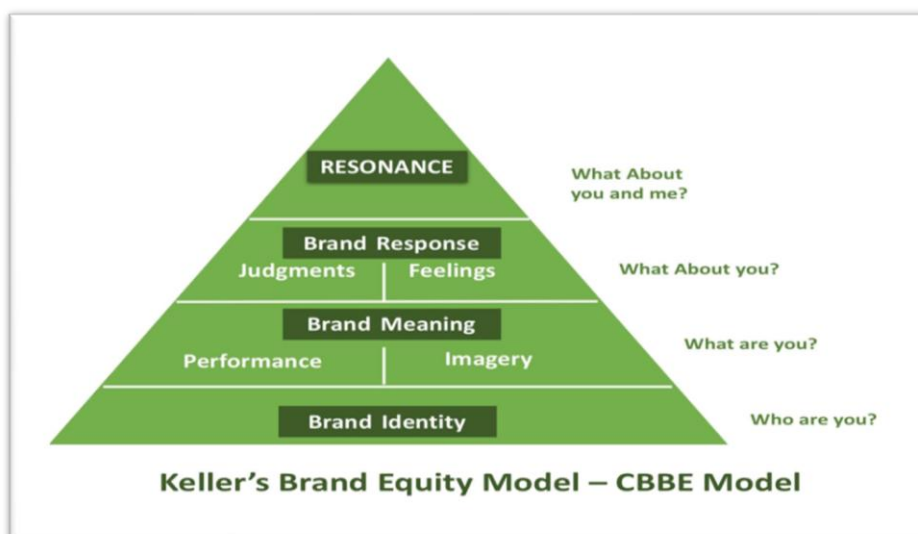 RESONANCE
What About
you and me?
Brand Response
Judgments Feelings
What About you?
Brand Meaning
Performance Imagery
What are you?
Brand Identity
Who are you?
Keller's Brand Equity Model – CBBE Model